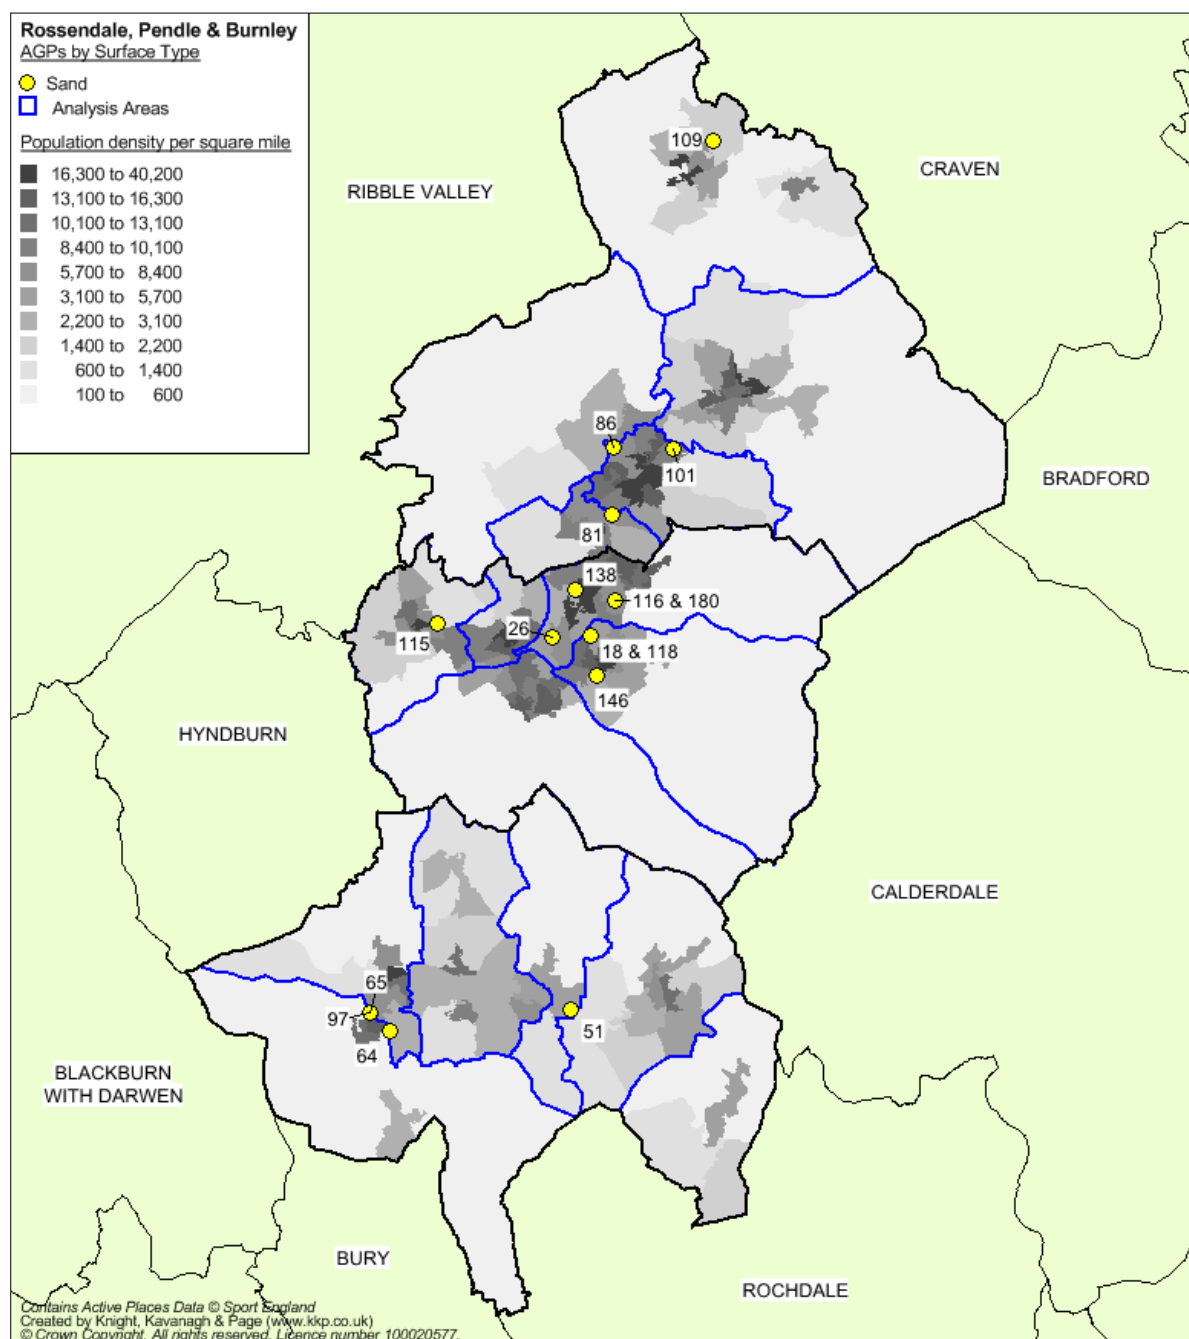 Rossendale, Pendle & Burnley
AGPs by Surface Type
Sand
Analysis Areas
Population density per square mile
16,300 to 40,200
13,100 to 16,300
10,100 to 13,100
8,400 to 10,100
5,700 to 8,400
3,100 to 5,700
2,200 to 3,100
1,400 to 2,200
600 to 1,400
100 to 600
109
CRAVEN
RIBBLE VALLEY
86
101
BRADFORD
81
138
116 & 180
26
115
18 & 118
146
HYNDBURN
CALDERDALE
65
97
51
64
BLACKBURN
WITH DARWEN
BURY
ROCHDALE
Contains Active Places Data © Sport England
Created by Knight, Kavanagh & Page (www.kkp.co.uk)
© Crown Copyright. All rights reserved. Licence number 100020577.